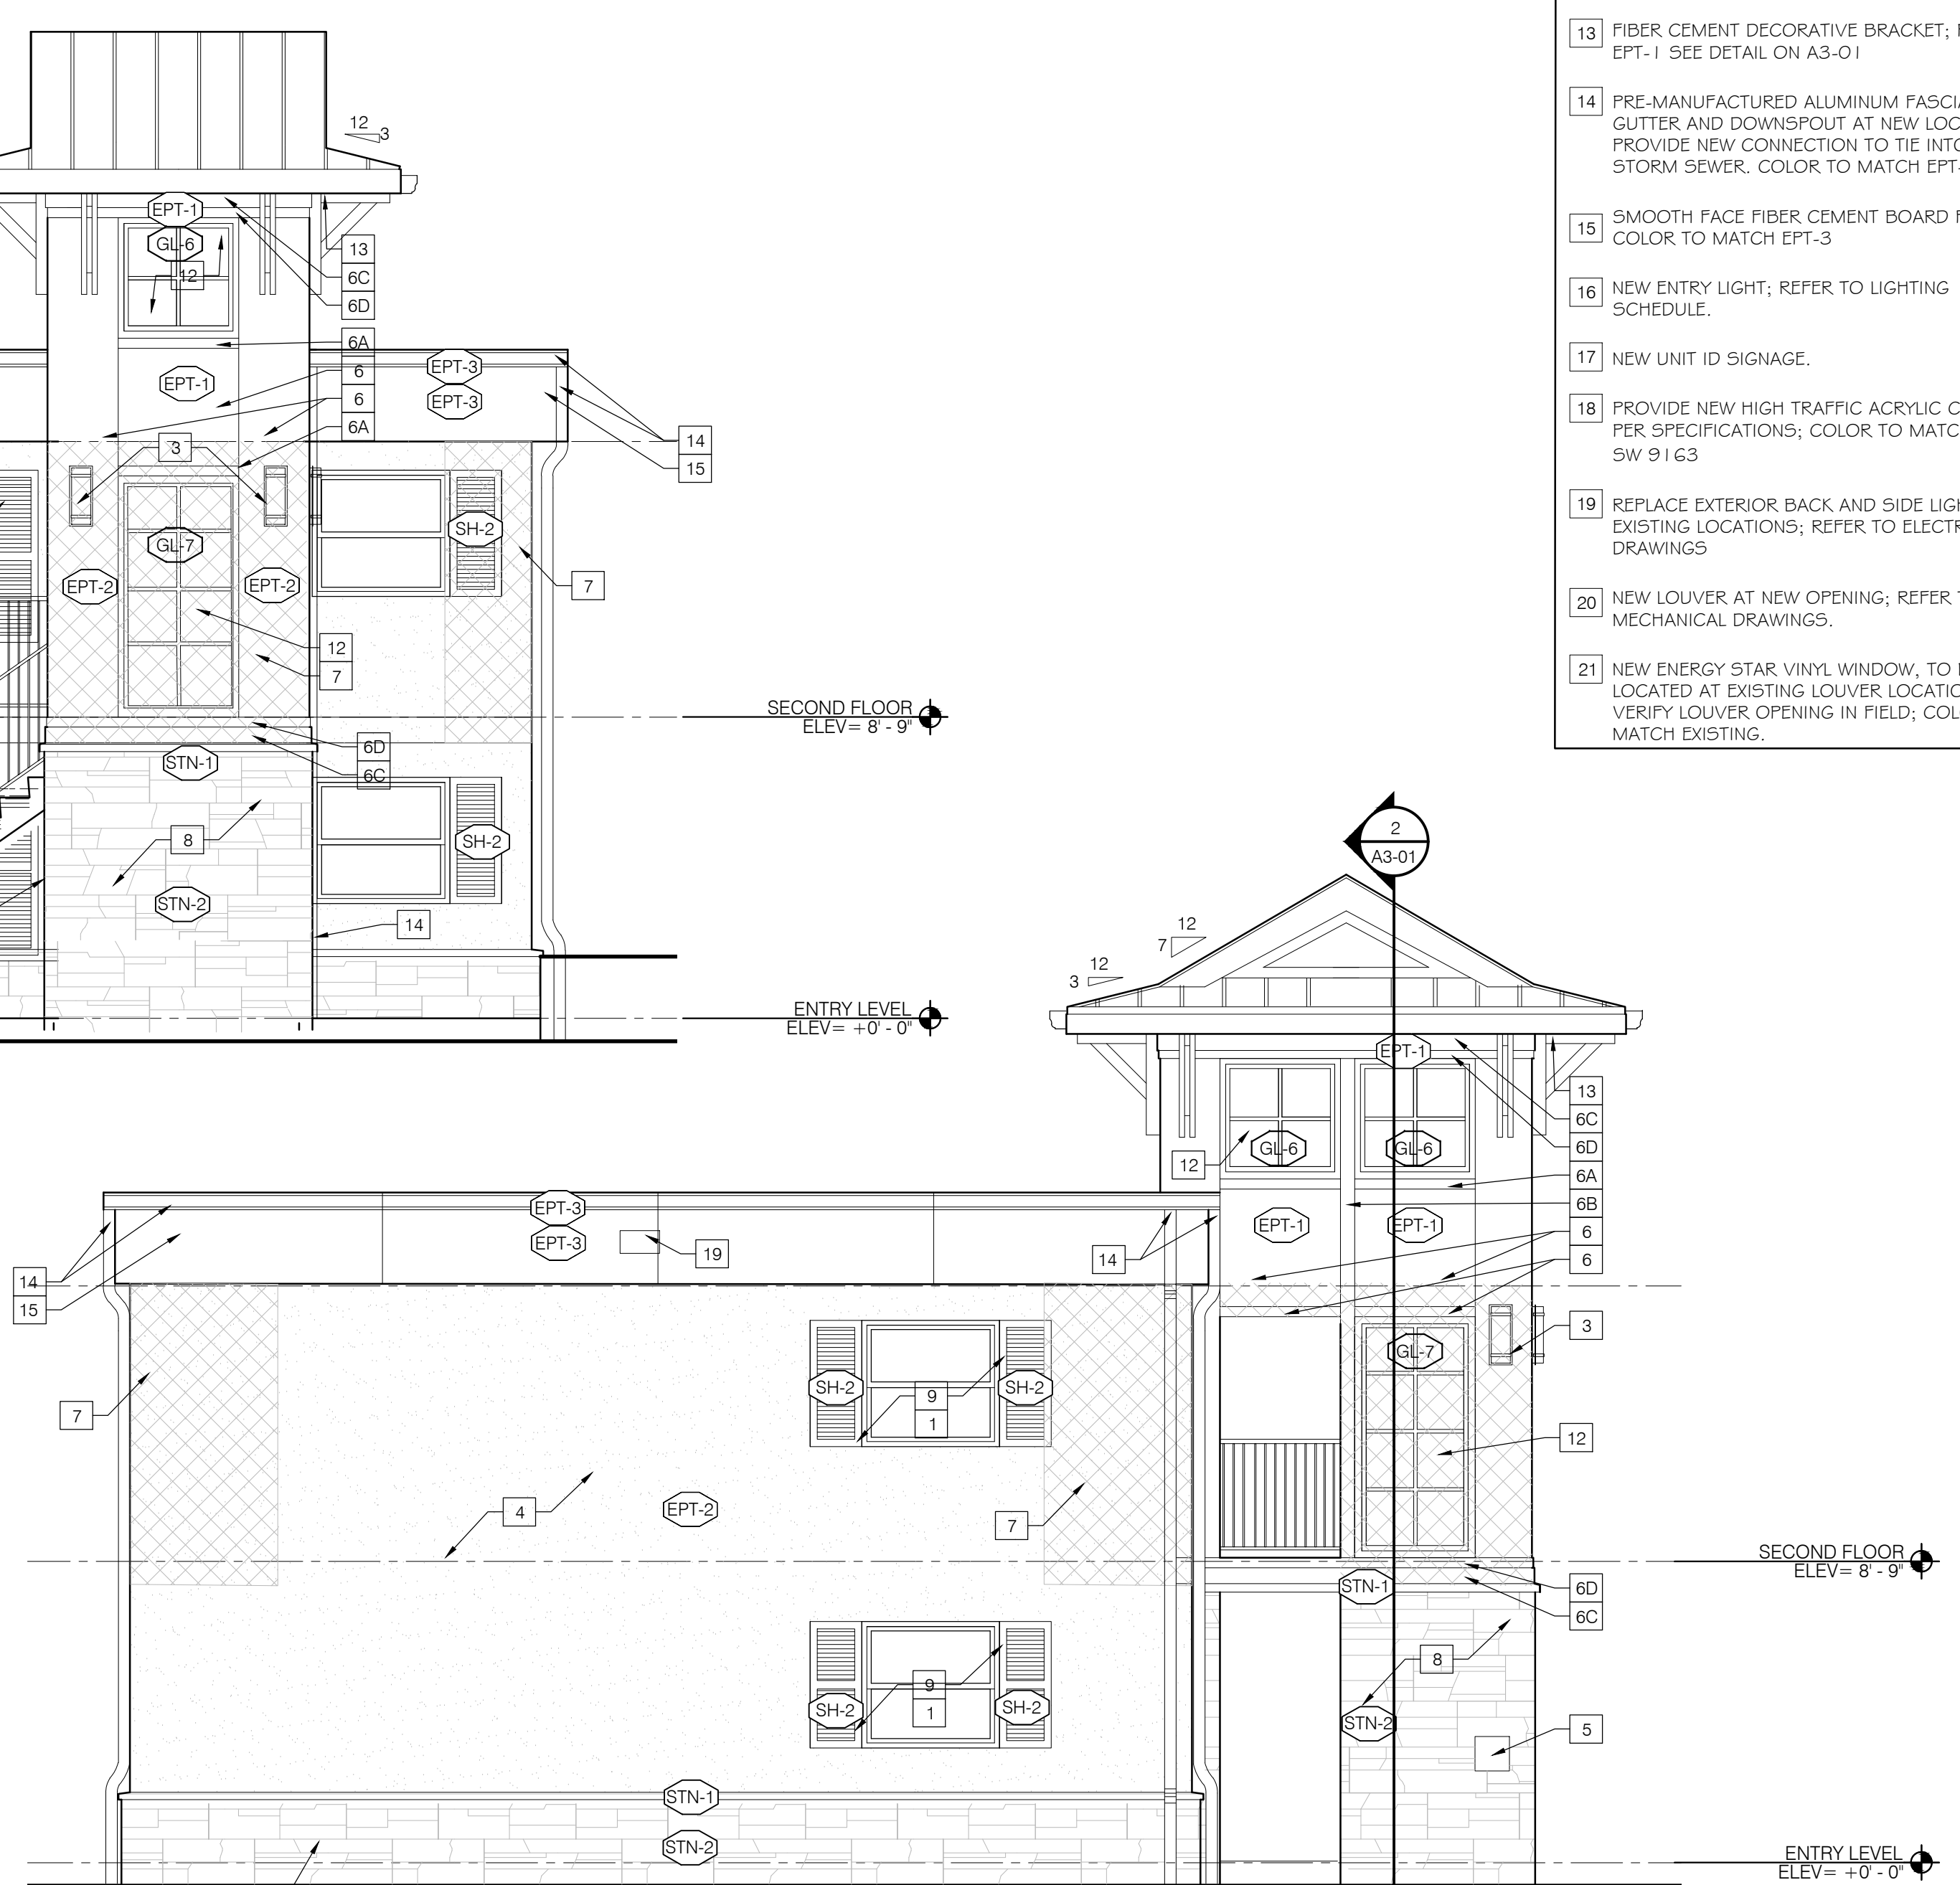 13 FIBER CEMENT DECORATIVE BRACKET;
EPT-1 SEE DETAIL ON A3-01
14 PRE-MANUFACTURED ALUMINUM FASCIA
GUTTER AND DOWNSPOUT AT NEW
PROVIDE NEW CONNECTION TO TIE INTO
STORM SEWER. COLOR TO MATCH
15 SMOOTH FACE FIBER CEMENT BOARD
COLOR TO MATCH EPT-3
16 NEW ENTRY LIGHT; REFER TO LIGHTING
SCHEDULE.
17 NEW UNIT ID SIGNAGE.
18 PROVIDE NEW HIGH TRAFFIC ACRYLIC
PER SPECIFICATIONS; COLOR TO
SW 9163
19 REPLACE EXTERIOR BACK AND SIDE
EXISTING LOCATIONS; REFER TO
DRAWINGS
20 NEW LOUVER AT NEW OPENING; REFER
MECHANICAL DRAWINGS.
21 NEW ENERGY STAR VINYL WINDOW, TO
LOCATED AT EXISTING LOUVER
VERIFY LOUVER OPENING IN FIELD;
MATCH EXISTING.
12
3
EPT-1
GL-6
12
13
6C
6D
6A
6
6
6A
EPT-1
EPT-3
EPT-3
14
15
3
GL-7
EPT-2
EPT-2
SH-2
7
12
7
SECOND FLOOR
ELEV= 8' - 9"
6D
6C
STN-1
8
SH-2
STN-2
14
ENTRY LEVEL
ELEV= +0' - 0"
2
A3-01
12
7
12
3
EPT-1
13
6C
6D
6A
6B
6
6
12
GL-6
GL-6
EPT-1
EPT-1
EPT-3
EPT-3
19
14
14
15
3
GL-7
7
SH-2
9
1
SH-2
12
4
EPT-2
7
SECOND FLOOR
ELEV= 8' - 9"
STN-1
6D
6C
8
SH-2
9
1
SH-2
STN-2
5
STN-1
STN-2
ENTRY LEVEL
ELEV= +0' - 0"